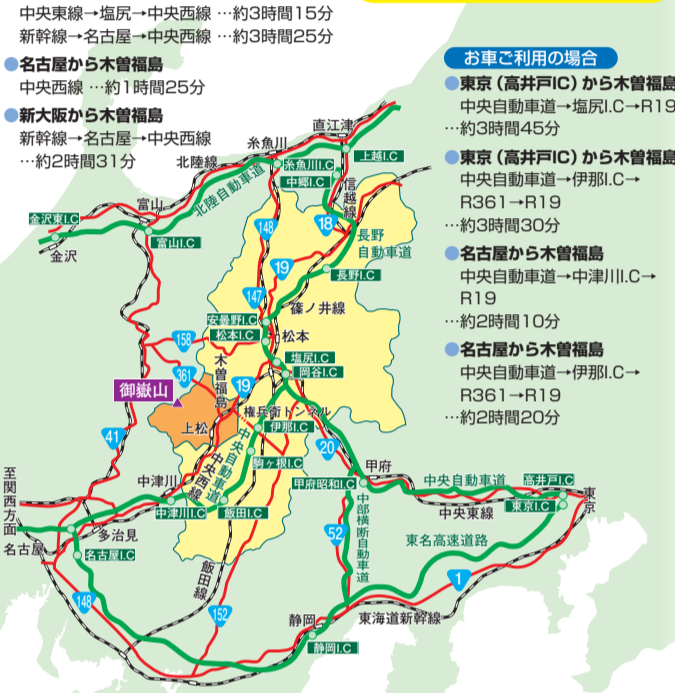 中央東線→塩尻→中央西線 …約3時間15分
新幹線→名古屋→中央西線 …約3時間25分
●名古屋から木曽福島
中央西線 …約1時間25分
●新大阪から木曽福島
新幹線→名古屋→中央西線
…約2時間31分
お車ご利用の場合
●東京(高井戸IC)から木曽福島
中央自動車道→塩尻I.C→R19
…約3時間45分
●東京(高井戸IC)から木曽福島
中央自動車道→伊那I.C→
R361→R19
…約3時間30分
●名古屋から木曽福島
中央自動車道→中津川I.C→
R19
…約2時間10分
●名古屋から木曽福島
中央自動車道→伊那I.C→
R361→R19
…約2時間20分
直江津
糸魚川
北陸線
糸魚川I.C
上越I.C
中郷I.C
信越線
北陸自動車道
富山
金沢東I.C
金沢
富山I.C
148
18
長野
自動車道
19
長野I.C
147
篠ノ井線
安曇野I.C
松本I.C
松本
158
塩尻I.C
岡谷I.C
361
木曽福島
19
御嶽山
権兵衛トンネル
上松
伊那I.C
41
20
中央自動車道
中央西線
駒ヶ根I.C
甲府
中津川
甲府昭和I.C
中央自動車道
高井戸I.C
至関西方面
中津川I.C
飯田I.C
東京I.C
東京
中央東線
多治見
名古屋
名古屋I.C
52
中部横断自動車道
東名高速道路
飯田線
1
148
152
静岡
東海道新幹線
静岡I.C